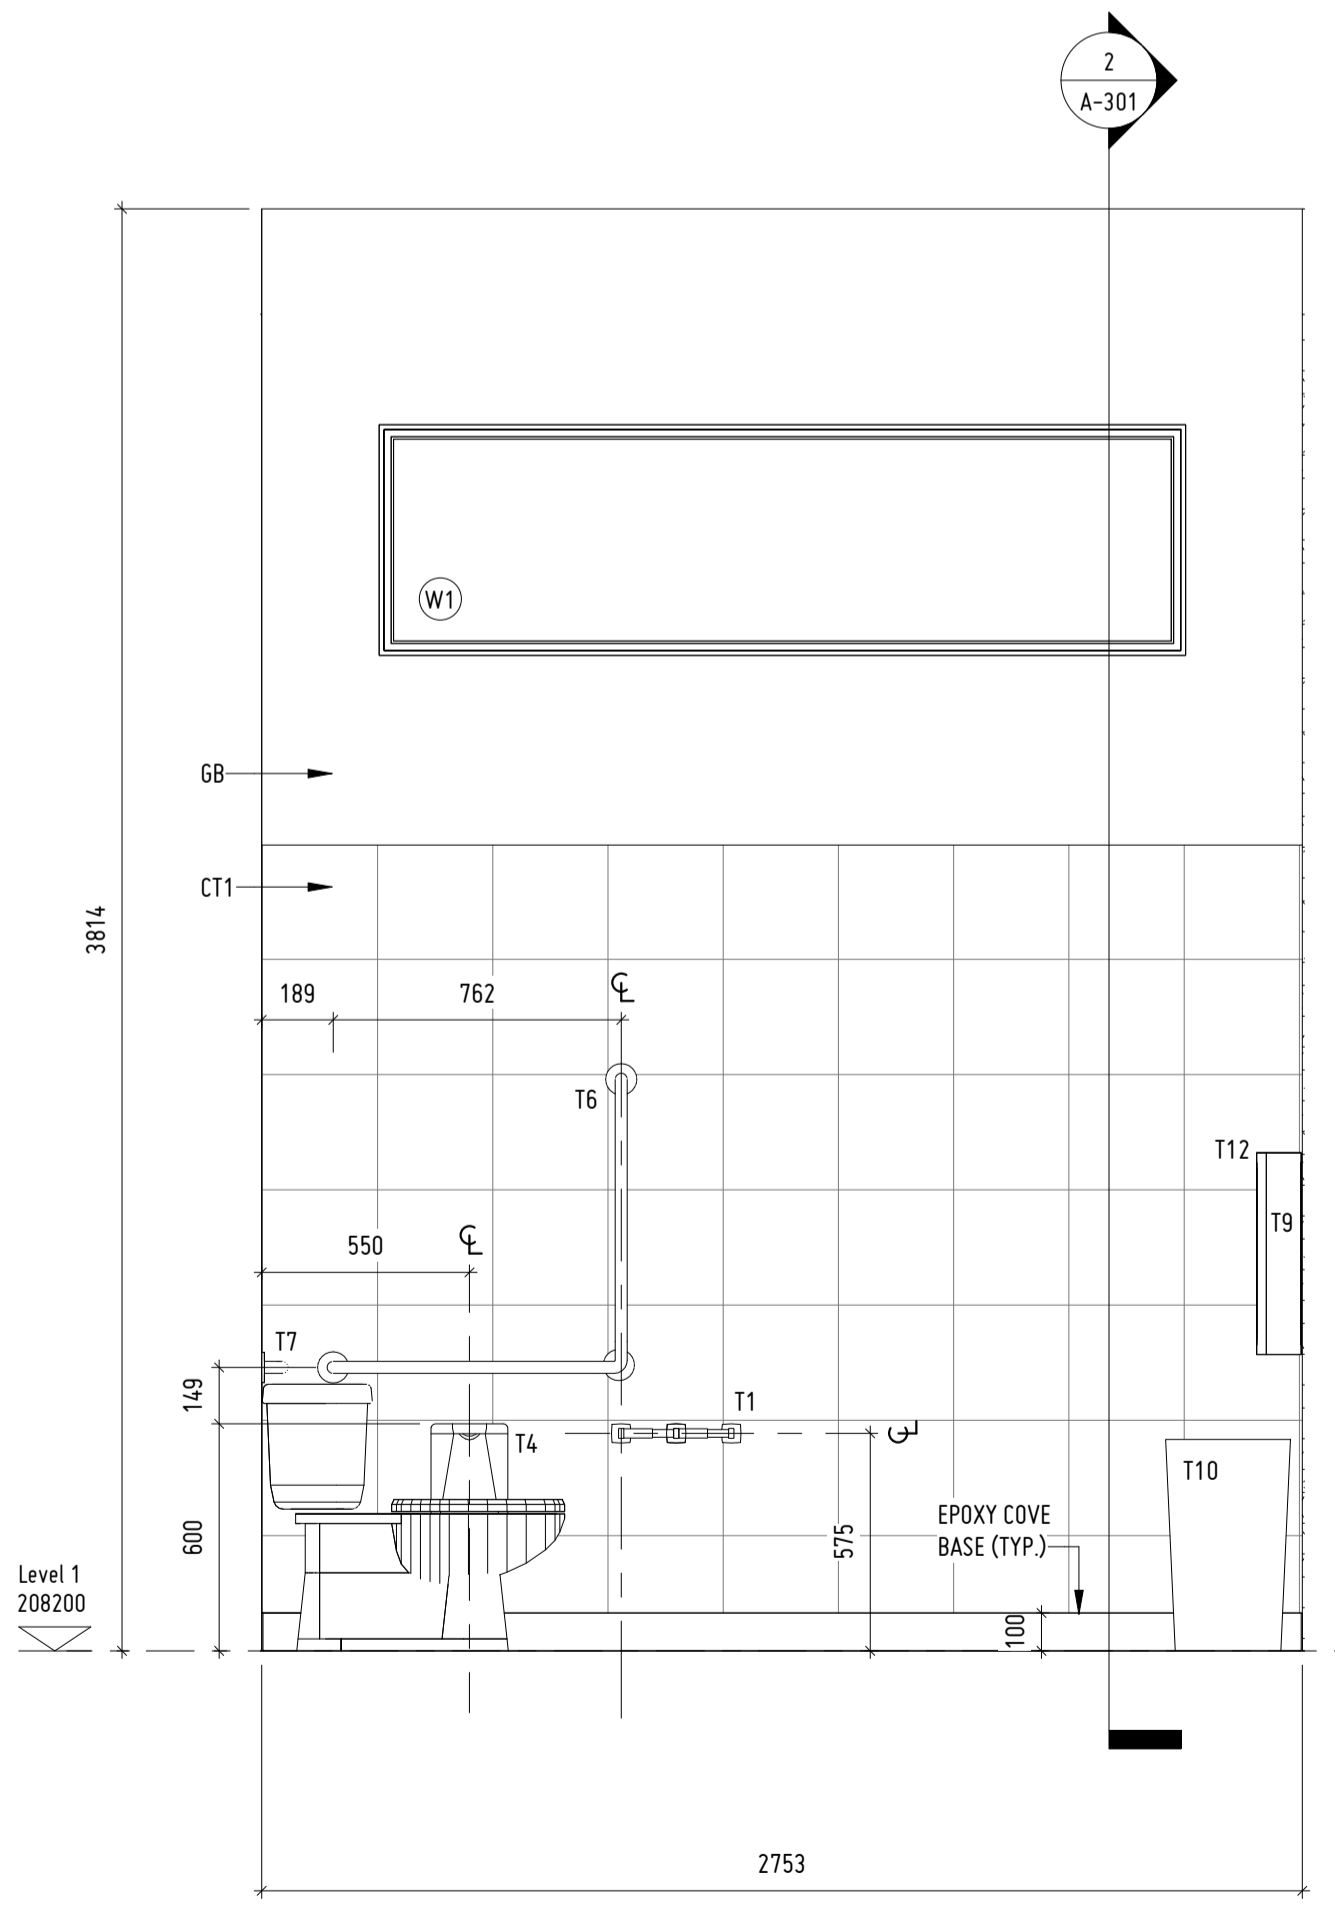 2
A-301
W1
GB
CT1
3814
189
762
℄
T6
T12
T9
550
℄
T7
149
T1
T4
℄
T10
600
575
EPOXY COVE
BASE (TYP.)
Level 1
208200
100
2753